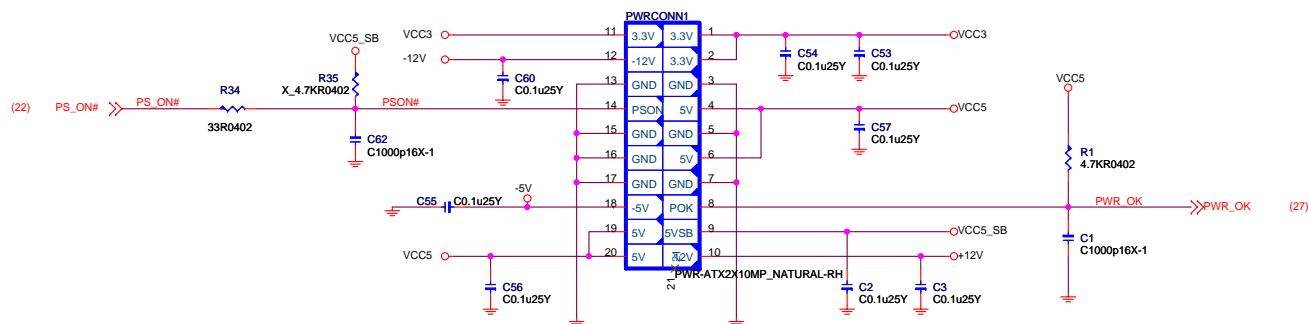 PWRCONN1
VCC3
11
3.3V
3.3V
1
VCC3
VCC5_SB
-12V
12
-12V
3.3V
2
C54
C0.1u25Y
C53
C0.1u25Y
R35
X_4.7KR0402
C60
C0.1u25Y
13
GND
GND
3
VCC5
R34
(22)
PS_ON#
PS_ON#
PSON#
14
PSON
5V
4
VCC5
33R0402
C62
C1000p16X-1
15
GND
GND
5
C57
C0.1u25Y
16
GND
5V
6
R1
4.7KR0402
17
GND
GND
7
-5V
C55
C0.1u25Y
18
-5V
POK
8
PWR_OK
PWR_OK
(27)
19
5V
5VSB
9
VCC5_SB
C1
C1000p16X-1
VCC5
20
5V
10
+12V
21
PWR-ATX2X10MP_NATURAL-RH
C56
C0.1u25Y
C2
C0.1u25Y
C3
C0.1u25Y